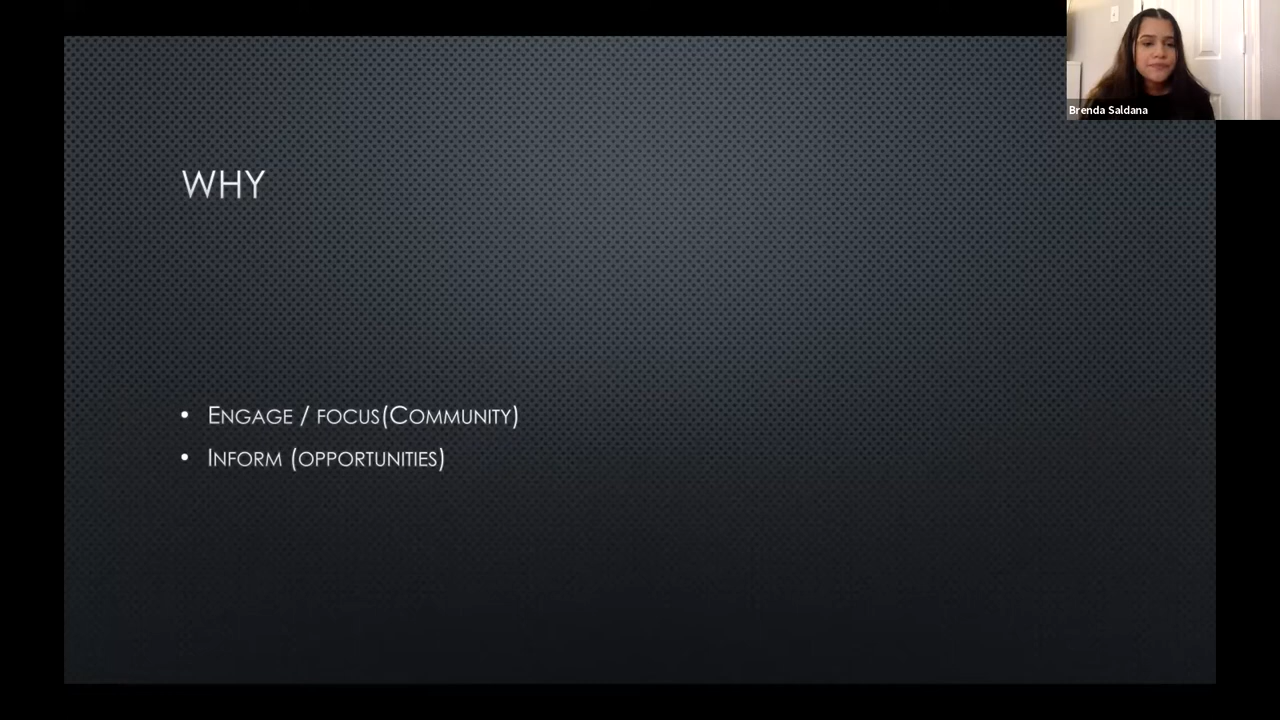 Brenda Saldana
WHY
• Engage / focus(Community)
• Inform (opportunities)